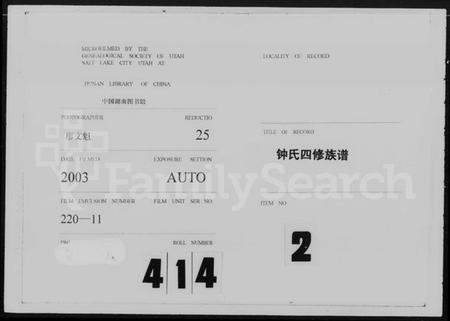 MICROFILMED BY THE
GENEALOGICAL SOCIETY OF UTAH
SALT LAKE CITY, UTAH AT
HUNAN LIBRARY OF CHINA
中国湖南图书馆
PHOTOGRAPHER REDUCTIO
廖文魁 25
DATE FILMED EXPOSURE SETTION
2003 AUTO
FILM EMULSION NUMBER FILM UNIT SER. NO.
220—11
ROLL NUMBER
414
LOCALITY OF RECORD
TITLE OF RECORD
钟氏四修族谱
ITEM NO
2
FamilySearch